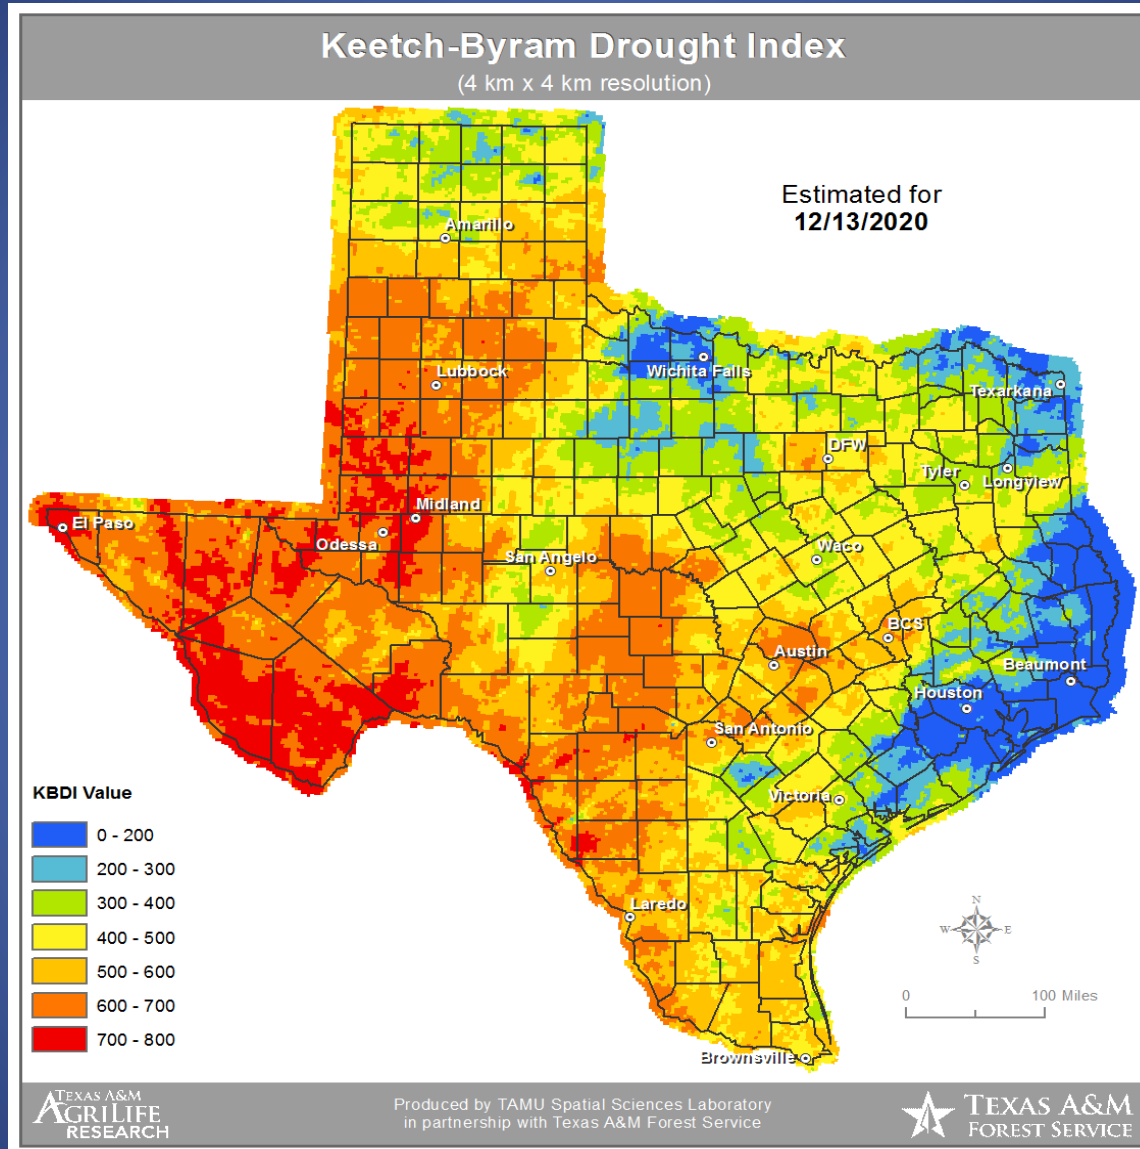 Keetch-Byram Drought Index
(4 km x 4 km resolution)
Estimated for
12/13/2020
Amarillo
Lubbock
Wichita Falls
Texarkana
DFW
Tyler
Longview
Midland
El Paso
Odessa
San Angelo
Waco
BCS
Austin
Beaumont
Houston
San Antonio
Victoria
Laredo
Brownsville
KBDI Value
0 - 200
200 - 300
300 - 400
400 - 500
500 - 600
600 - 700
700 - 800
N
W
E
S
0 100 Miles
TEXAS A&M
AGRILIFE
RESEARCH
Produced by TAMU Spatial Sciences Laboratory
in partnership with Texas A&M Forest Service
TEXAS A&M
FOREST SERVICE